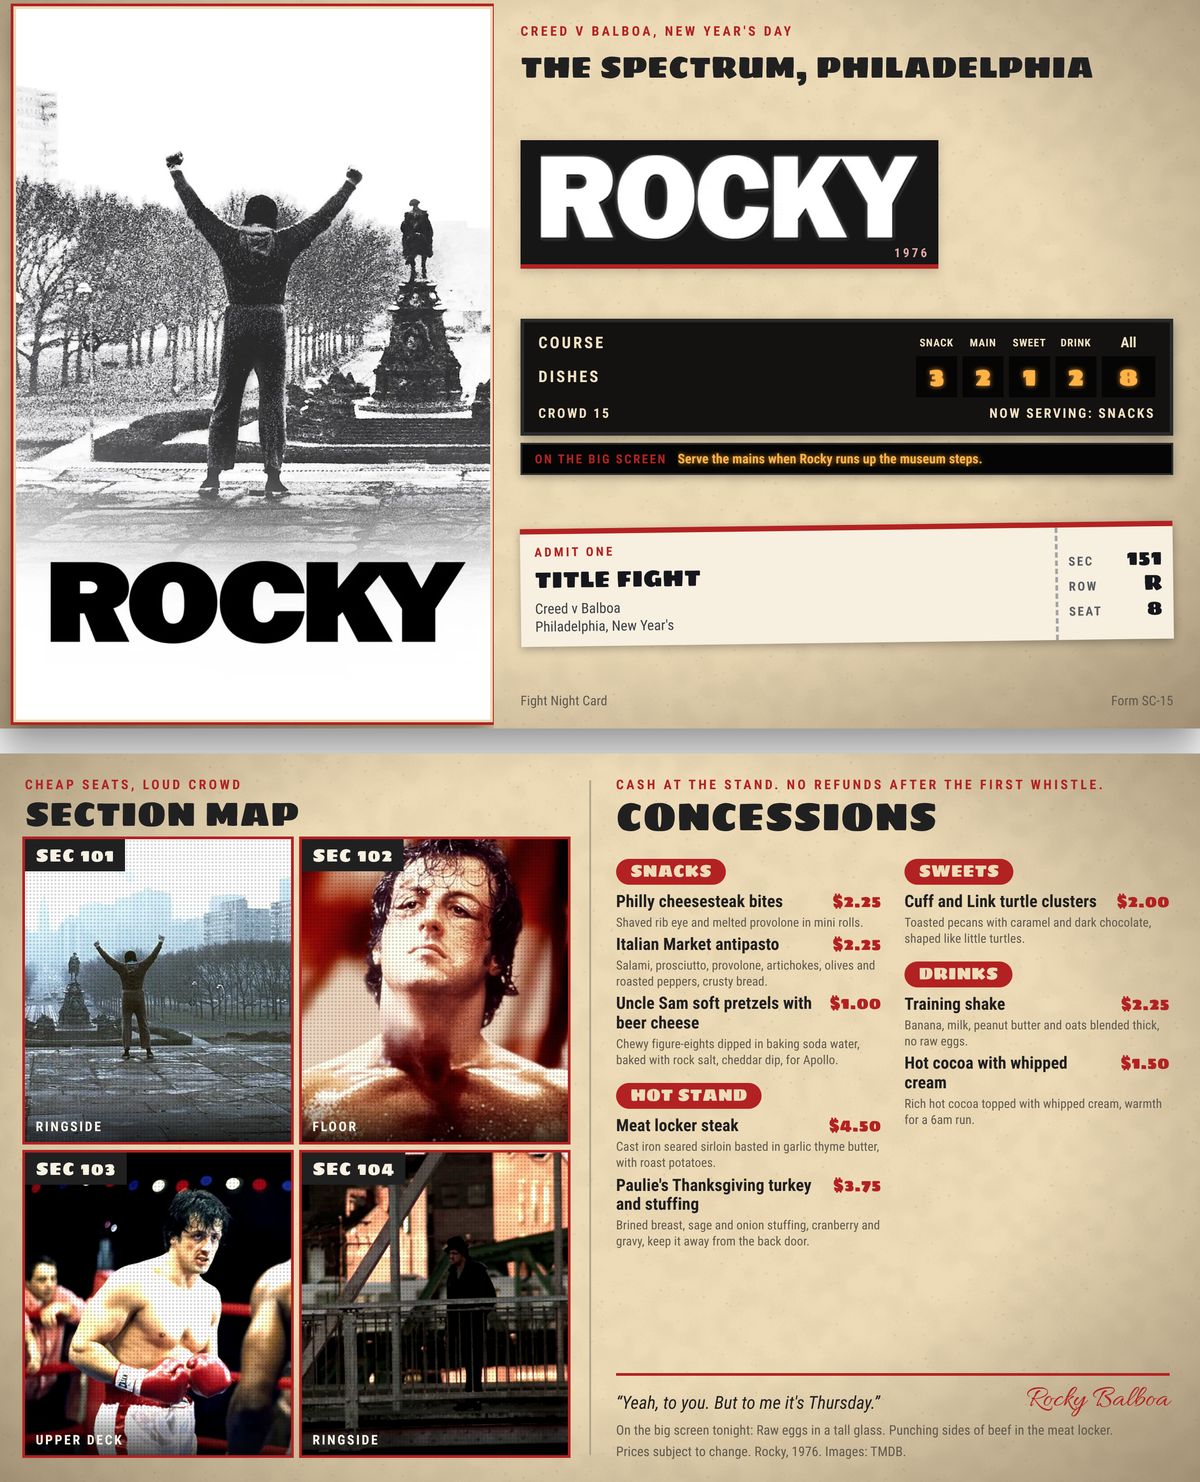 CREED V BALBOA, NEW YEAR'S DAY
THE SPECTRUM, PHILADELPHIA
ROCKY
1976
COURSE SNACK MAIN SWEET DRINK All
DISHES 3 2 1 2 8
CROWD 15 NOW SERVING: SNACKS
ON THE BIG SCREEN Serve the mains when Rocky runs up the museum steps.
ADMIT ONE
TITLE FIGHT
Creed v Balboa
Philadelphia, New Year's
SEC 151
ROW R
SEAT 8
ROCKY
Fight Night Card Form SC-15
CHEAP SEATS, LOUD CROWD
SECTION MAP
SEC 101
RINGSIDE
SEC 102
FLOOR
SEC 103
UPPER DECK
SEC 104
RINGSIDE
CASH AT THE STAND. NO REFUNDS AFTER THE FIRST WHISTLE.
CONCESSIONS
SNACKS
Philly cheesesteak bites $2.25
Shaved rib eye and melted provolone in mini rolls.
Italian Market antipasto $2.25
Salami, prosciutto, provolone, artichokes, olives and
roasted peppers, crusty bread.
Uncle Sam soft pretzels with $1.00
beer cheese
Chewy figure-eights dipped in baking soda water,
baked with rock salt, cheddar dip, for Apollo.
HOT STAND
Meat locker steak $4.50
Cast iron seared sirloin basted in garlic thyme butter,
with roast potatoes.
Paulie's Thanksgiving turkey $3.75
and stuffing
Brined breast, sage and onion stuffing, cranberry and
gravy, keep it away from the back door.
SWEETS
Cuff and Link turtle clusters $2.00
Toasted pecans with caramel and dark chocolate,
shaped like little turtles.
DRINKS
Training shake $2.25
Banana, milk, peanut butter and oats blended thick,
no raw eggs.
Hot cocoa with whipped $1.50
cream
Rich hot cocoa topped with whipped cream, warmth
for a 6am run.
“Yeah, to you. But to me it's Thursday.” Rocky Balboa
On the big screen tonight: Raw eggs in a tall glass. Punching sides of beef in the meat locker.
Prices subject to change. Rocky, 1976. Images: TMDB.